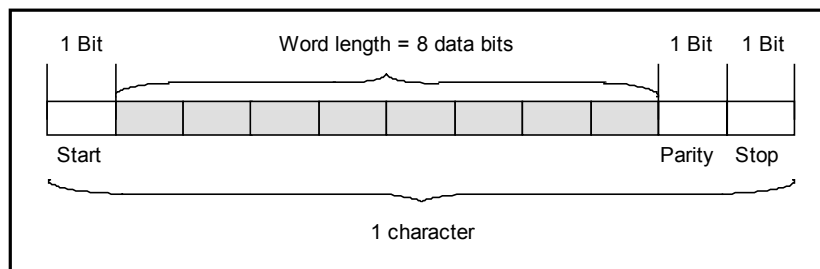 1 Bit Word length = 8 data bits 1 Bit 1 Bit
Start Parity Stop
1 character